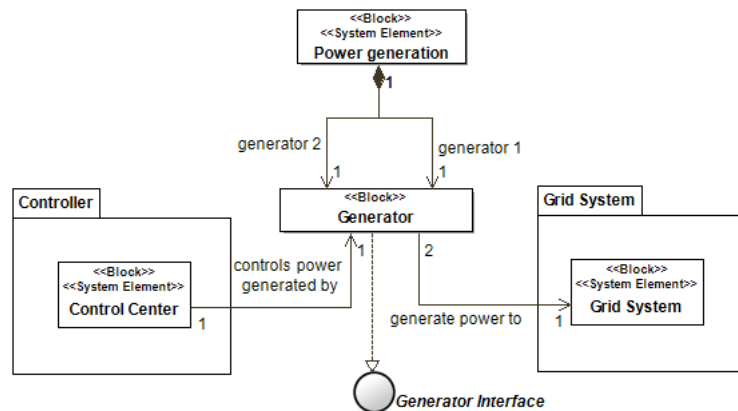 <<Block>>
<<System Element>>
Power generation
1
generator 2
generator 1
1
1
<<Block>>
Generator
Controller
Grid System
<<Block>>
<<System Element>>
Control Center
1
controls power
generated by
1
2
generate power to
<<Block>>
<<System Element>>
Grid System
1
Generator Interface